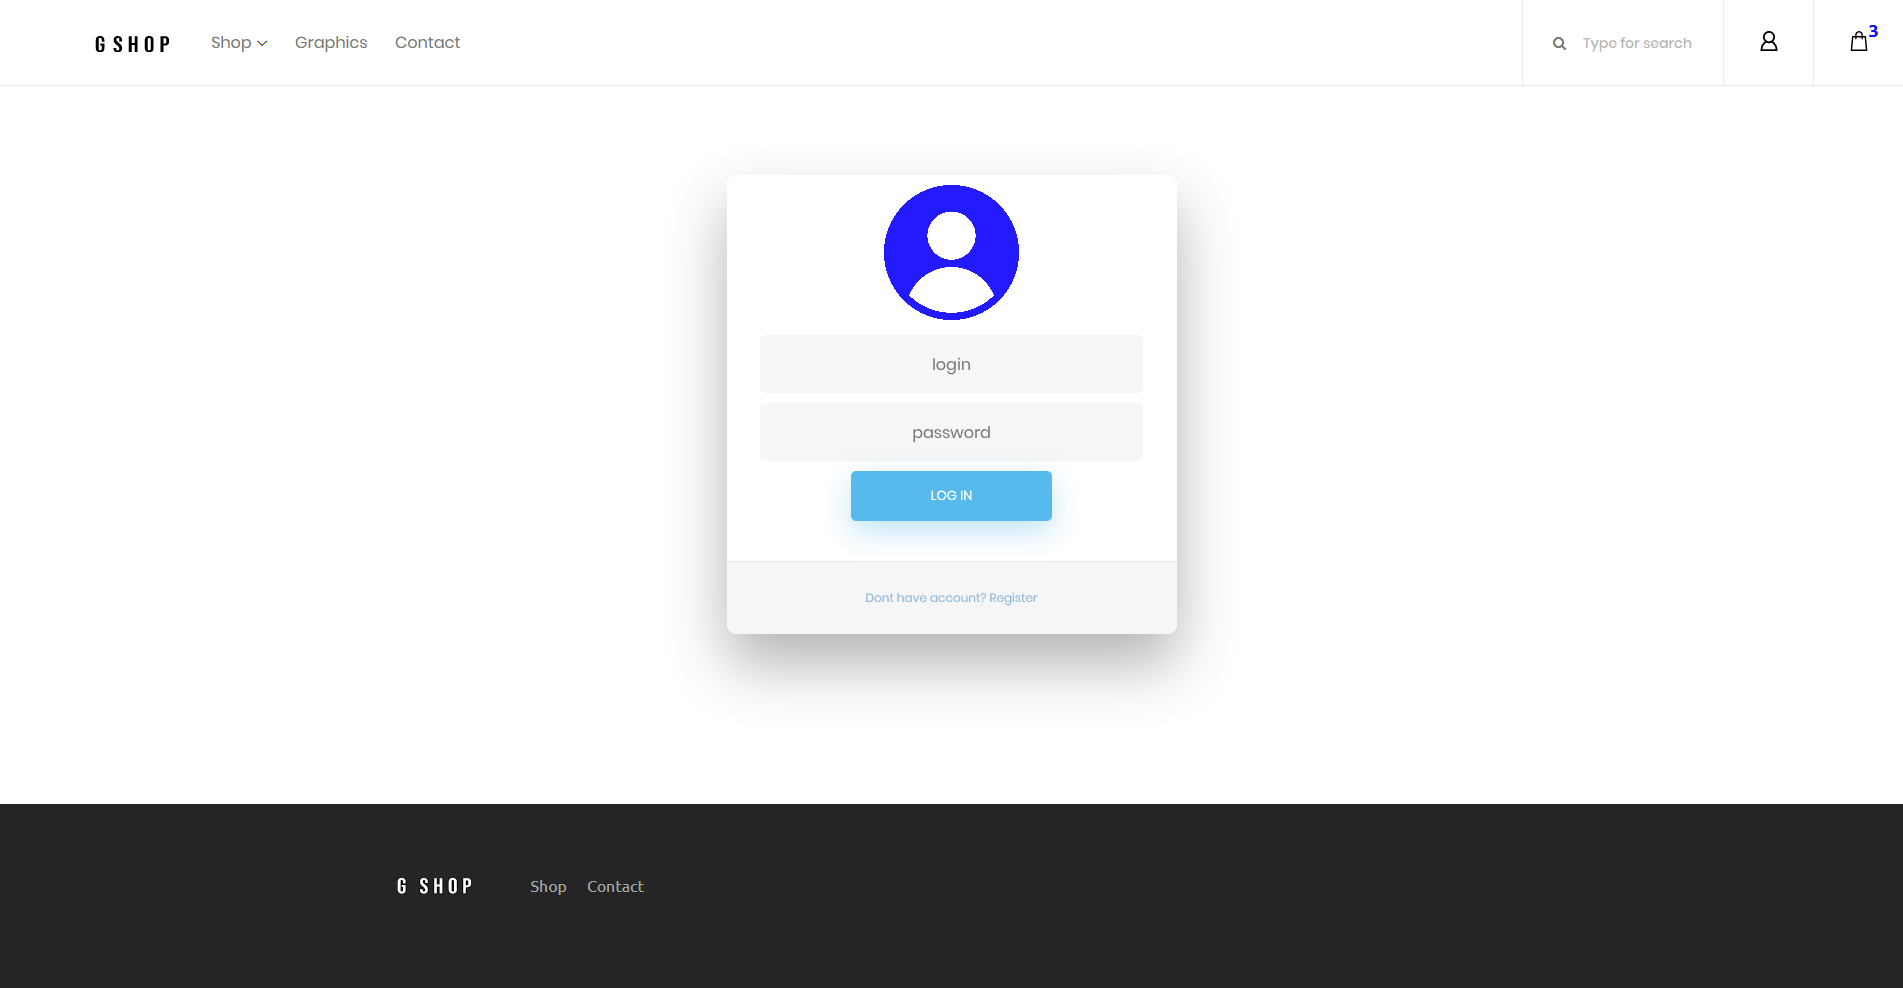 G SHOP
Shop
Graphics
Contact
Type for search
3
login
password
LOG IN
Dont have account? Register
G SHOP
Shop
Contact